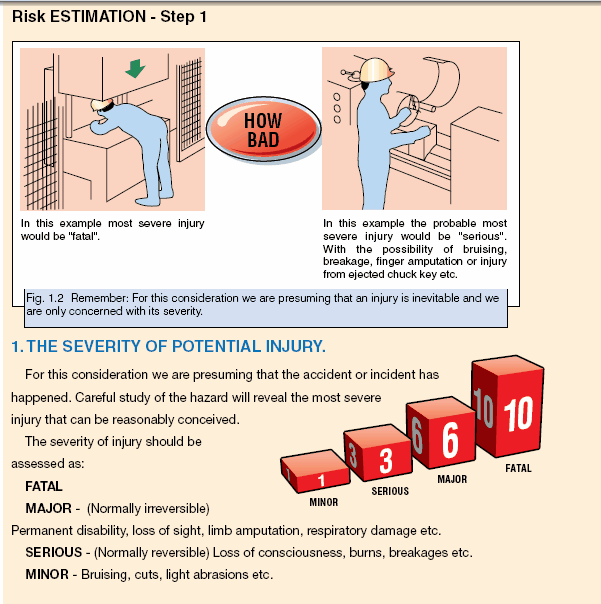 Risk ESTIMATION - Step 1
HOW
BAD
In this example most severe injury
would be "fatal".
In this example the probable most
severe injury would be "serious".
With the possibility of bruising,
breakage, finger amputation or injury
from ejected chuck key etc.
Fig. 1.2 Remember: For this consideration we are presuming that an injury is inevitable and we
are only concerned with its severity.
1. THE SEVERITY OF POTENTIAL INJURY.
For this consideration we are presuming that the accident or incident has
happened. Careful study of the hazard will reveal the most severe
injury that can be reasonably conceived.
The severity of injury should be
assessed as:
FATAL
MAJOR - (Normally irreversible)
Permanent disability, loss of sight, limb amputation, respiratory damage etc.
SERIOUS - (Normally reversible) Loss of consciousness, burns, breakages etc.
MINOR - Bruising, cuts, light abrasions etc.
1 1
MINOR
3 3
SERIOUS
6 6
MAJOR
10 10
FATAL